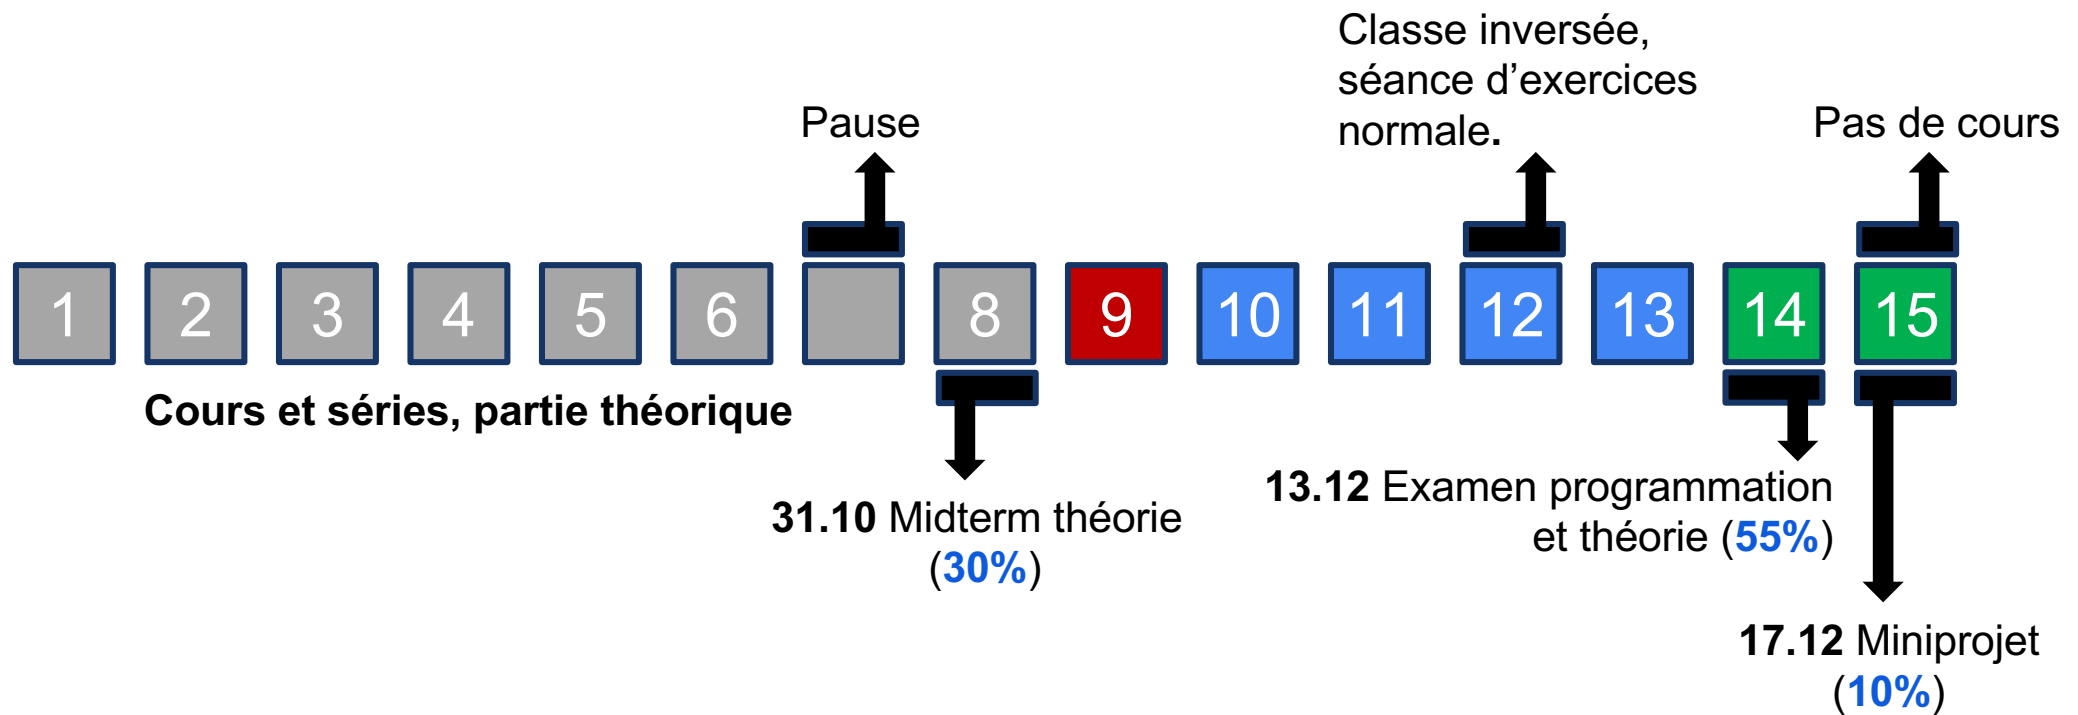 Classe inversée,
séance d'exercices
normale.
Pause
Pas de cours
1 2 3 4 5 6 8 9 10 11 12 13 14 15
Cours et séries, partie théorique
31.10 Midterm théorie
(30%)
13.12 Examen programmation
et théorie (55%)
17.12 Miniprojet
(10%)